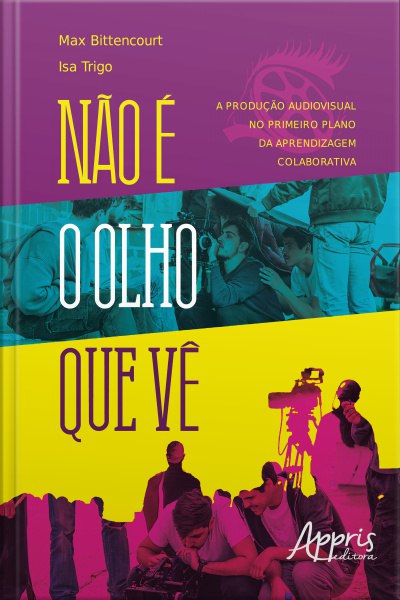 Max Bittencourt
Isa Trigo
NÃO É
A PRODUÇÃO AUDIOVISUAL
NO PRIMEIRO PLANO
DA APRENDIZAGEM
COLABORATIVA
O OLHO
QUE VÊ
Appris
editora